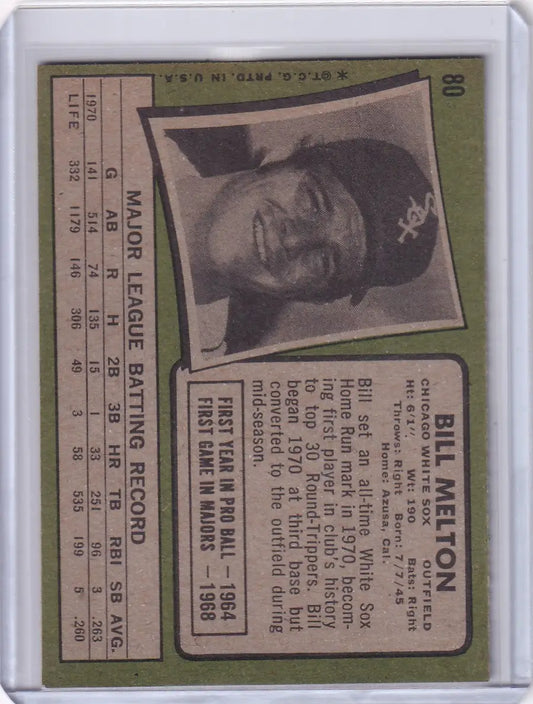 80
*©T.C.G. PRTD. IN U.S.A.
Sox
BILL MELTON
CHICAGO WHITE SOX OUTFIELD
Ht: 6'1" Wt: 190 Bats: Right
Throws: Right Born: 7/7/45
Home: Azusa, Cal.
Bill set an all-time White Sox
Home Run mark in 1970, becom-
ing first player in club's history
to top 30 Round-Trippers. Bill
began 1970 at third base but
converted to the outfield during
mid-season.
FIRST YEAR IN PRO BALL — 1964
FIRST GAME IN MAJORS — 1968
MAJOR LEAGUE BATTING RECORD
G AB R H 2B 3B HR TB RBI SB AVG.
1970 141 514 74 135 15 1 33 251 96 3 .263
LIFE 332 1179 146 306 49 3 58 535 199 5 .260